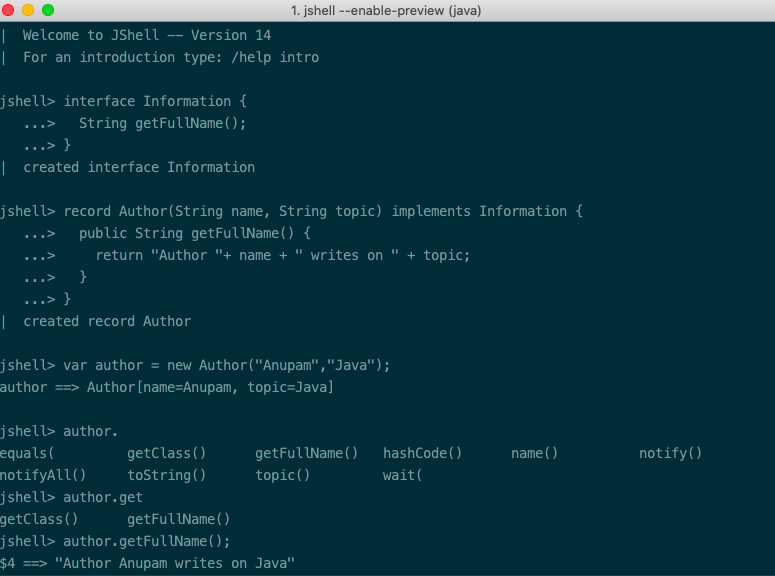 1. jshell --enable-preview (java)
|  Welcome to JShell -- Version 14
|  For an introduction type: /help intro
jshell> interface Information {
   ...>   String getFullName();
   ...> }
|  created interface Information
jshell> record Author(String name, String topic) implements Information {
   ...>   public String getFullName() {
   ...>     return "Author "+ name + " writes on " + topic;
   ...>   }
   ...> }
|  created record Author
jshell> var author = new Author("Anupam","Java");
author ==> Author[name=Anupam, topic=Java]
jshell> author.
equals(         getClass()      getFullName()   hashCode()      name()          notify()
notifyAll()     toString()      topic()         wait(
jshell> author.get
getClass()      getFullName()
jshell> author.getFullName();
$4 ==> "Author Anupam writes on Java"